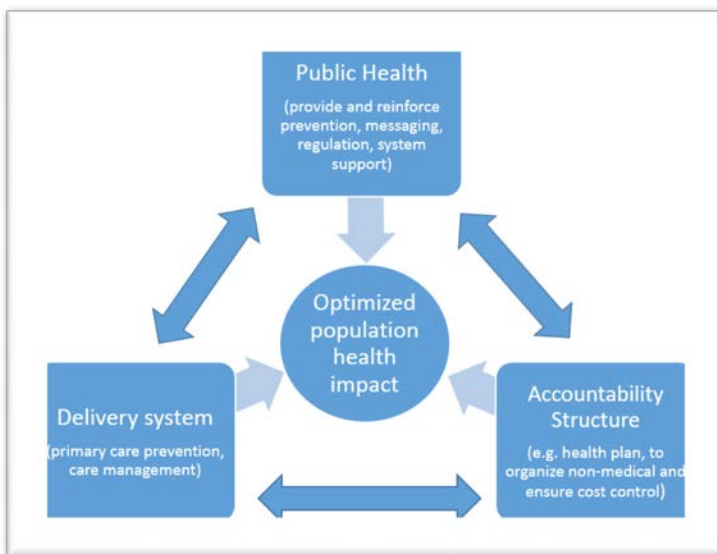 Public Health
(provide and reinforce
prevention, messaging,
regulation, system
support)
Optimized
population
health
impact
Delivery system
(primary care prevention,
care management)
Accountability
Structure
(e.g. health plan, to
organize non-medical and
ensure cost control)